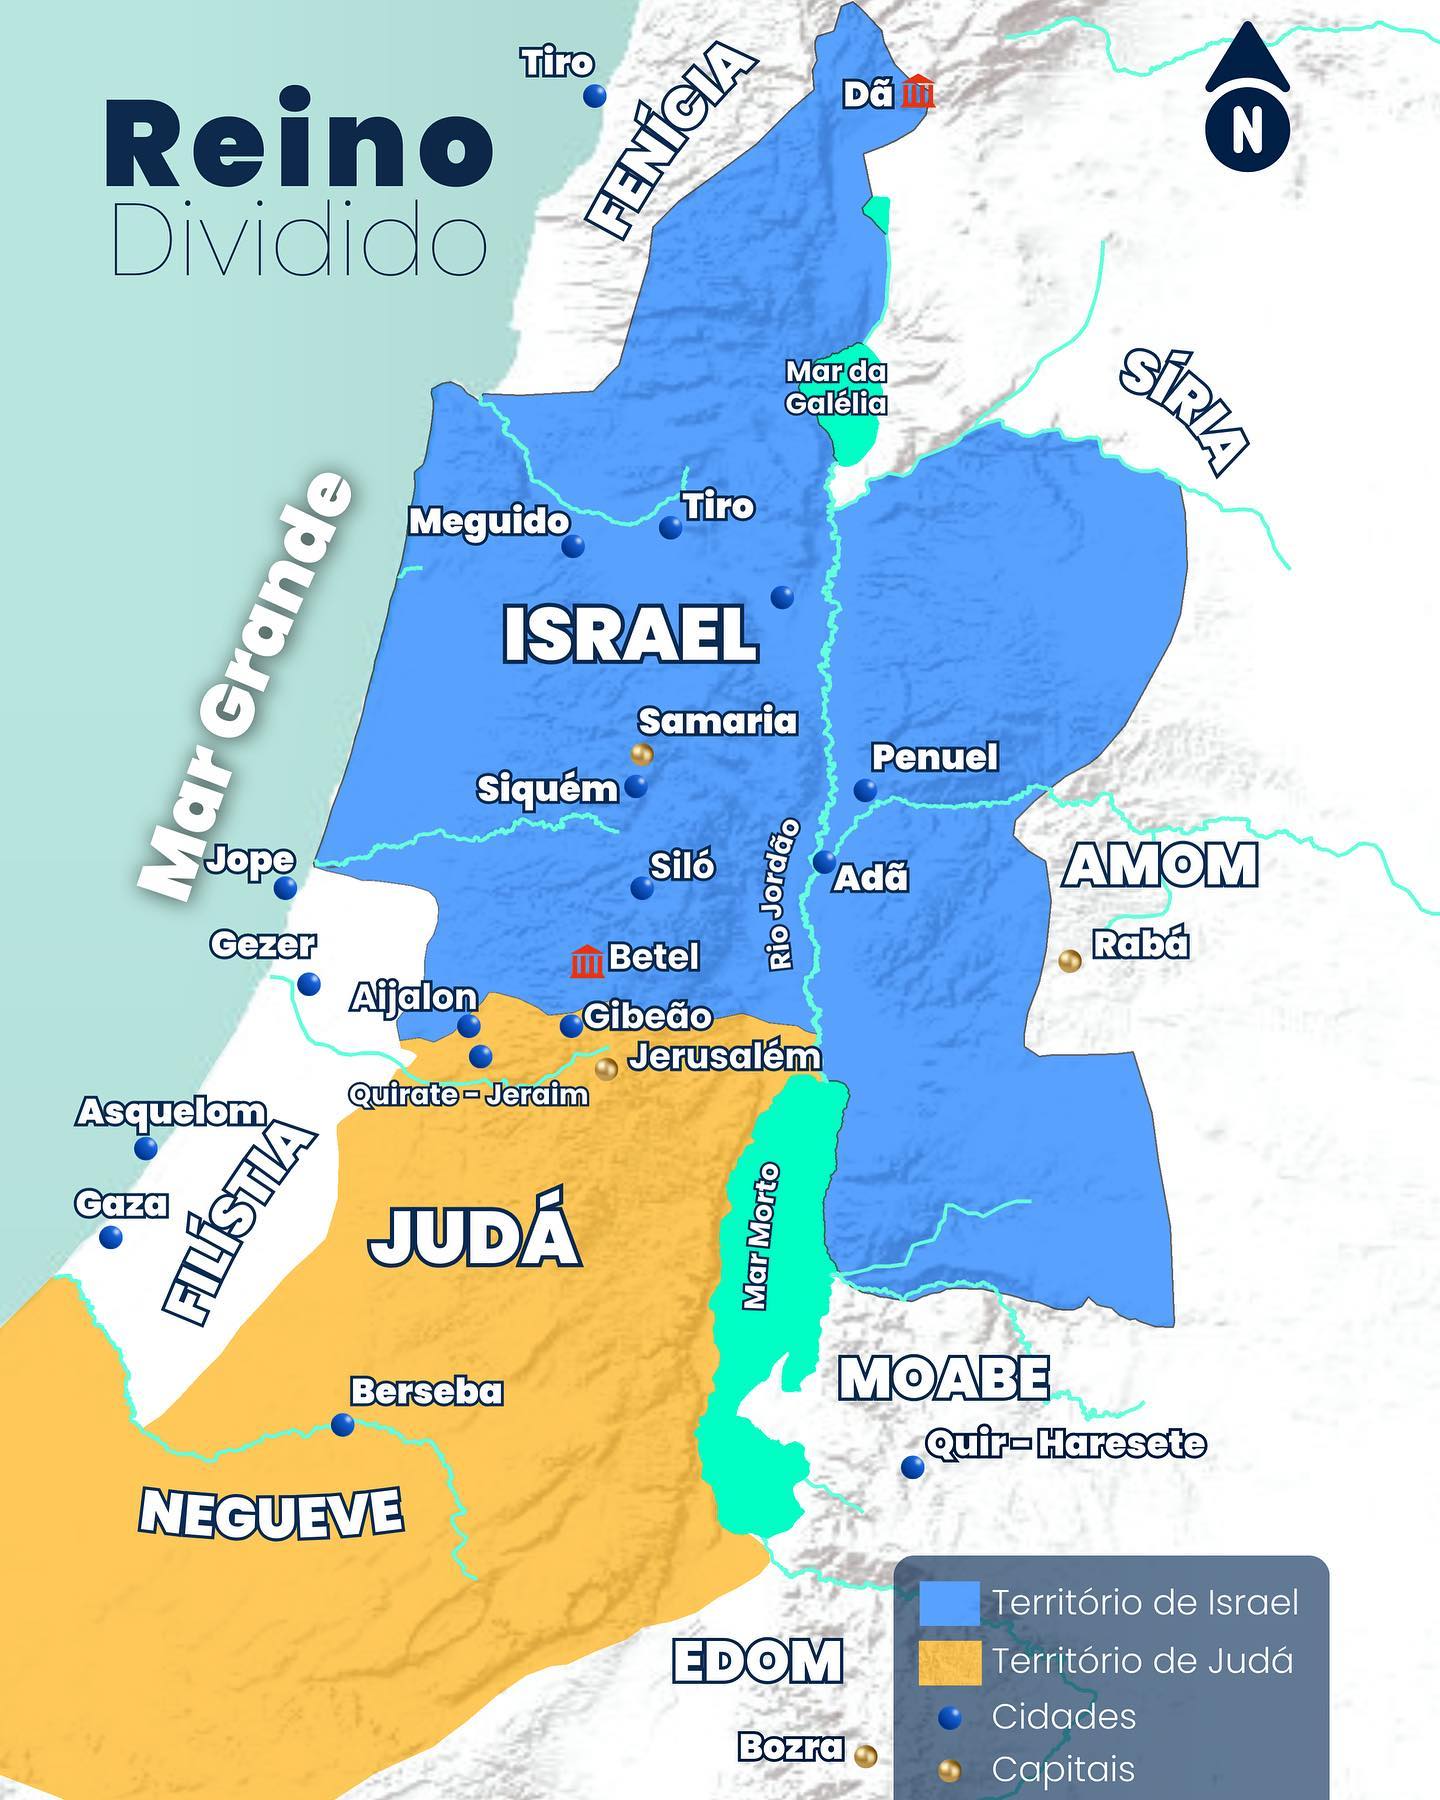 Reino
Dividido
Tiro
FENÍCIA
Dã
N
Mar da
Galélia
SÍRIA
Mar Grande
Meguido
Tiro
ISRAEL
Samaria
Siquém
Penuel
Jope
Siló
Rio Jordão
Adã
AMOM
Rabá
Gezer
Betel
Aijalon
Gibeão
Jerusalém
Quirate - Jeraim
Asquelom
Gaza
FILÍSTIA
JUDÁ
Mar Morto
Berseba
MOABE
Quir - Haresete
NEGUEVE
EDOM
Bozra
Território de Israel
Território de Judá
Cidades
Capitais